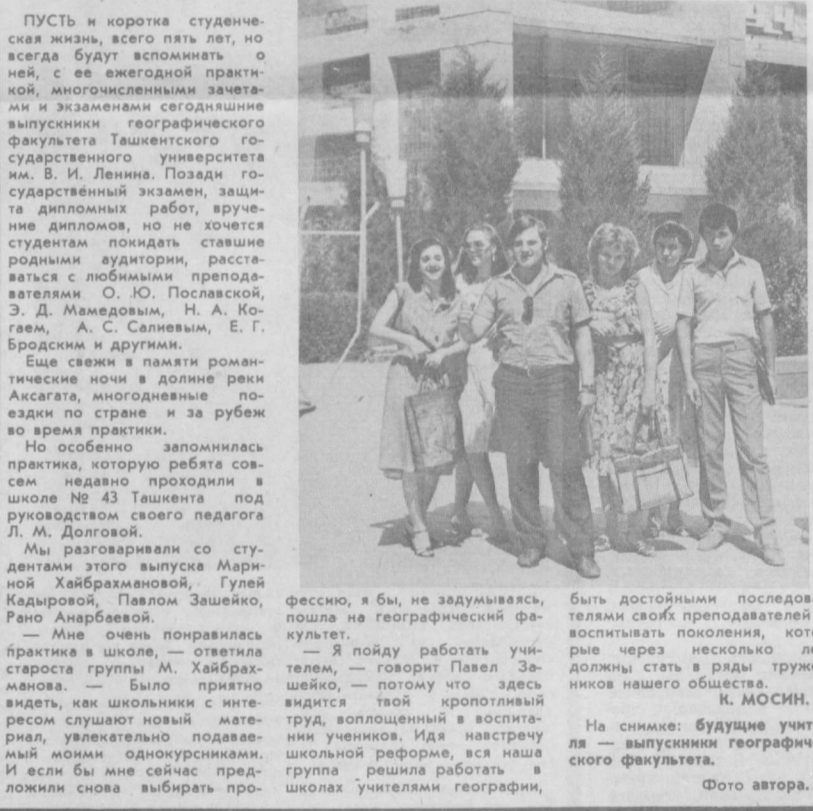 ПУСТЬ и коротка студенче-
ская жизнь, всего пять лет, но
всегда будут вспоминать о
ней, с ее ежегодной практи-
кой, многочисленными зачета-
ми и экзаменами сегодняшние
выпускники географического
факультета Ташкентского го-
сударственного университета
им. В. И. Ленина. Позади го-
сударственный экзамен, защи-
та дипломных работ, вруче-
ние дипломов, но не хочется
студентам покидать ставшие
родными аудитории, расста-
ваться с любимыми препода-
вателями О. Ю. Пославской,
Э. Д. Мамедовым, Н. А. Ко-
гаем, А. С. Салиевым, Е. Г.
Бродским и другими.
Еще свежи в памяти роман-
тические ночи в долине реки
Аксагата, многодневные по-
ездки по стране и за рубеж
во время практики.
Но особенно запомнилась
практика, которую ребята сов-
сем недавно проходили в
школе № 43 Ташкента под
руководством своего педагога
Л. М. Долговой.
Мы разговаривали со сту-
дентами этого выпуска Мари-
ной Хайбрахмановой, Гулей
Кадыровой, Павлом Зашейко,
Рано Анарбаевой.
— Мне очень понравилась
практика в школе, — ответила
староста группы М. Хайбрах-
манова. — Было приятно
видеть, как школьники с инте-
ресом слушают новый мате-
риал, увлекательно подавае-
мый моими однокурсниками.
И если бы мне сейчас пред-
ложили снова выбирать про-
фессию, я бы, не задумываясь,
пошла на географический фа-
культет.
— Я пойду работать учи-
телем, — говорит Павел За-
шейко, — потому что здесь
видится твой кропотливый
труд, воплощенный в воспита-
нии учеников. Идя навстречу
школьной реформе, вся наша
группа решила работать в
школах учителями географии,
быть достойными последов
телями своих преподавателей
воспитывать поколения, кото
рые через несколько ле
должны стать в ряды труже
ников нашего общества.
К. МОСИН.
На снимке: будущие учит
ля — выпускники географиче
ского факультета.
Фото автора.